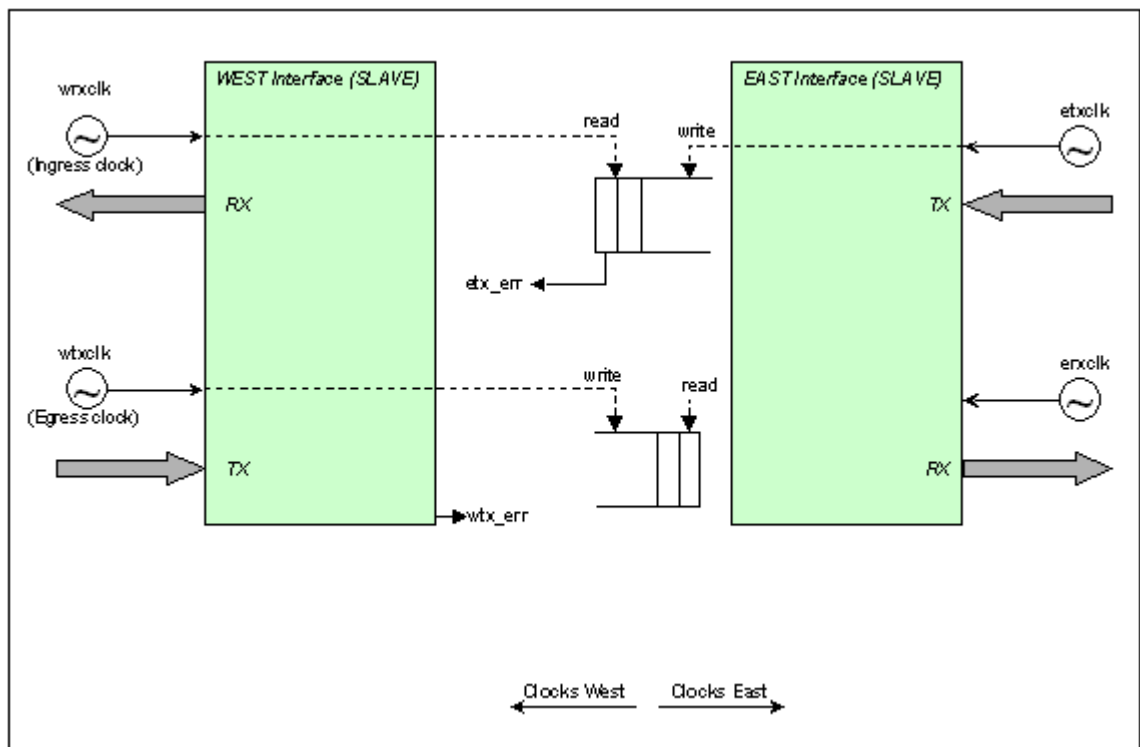 WEST Interface (SLAVE)
EAST Interface (SLAVE)
wrxclk
(Ingress clock)
read
write
etxclk
RX
TX
etx_err
wtxclk
(Egress clock)
write
read
erxclk
TX
RX
wtx_err
Clocks West
Clocks East